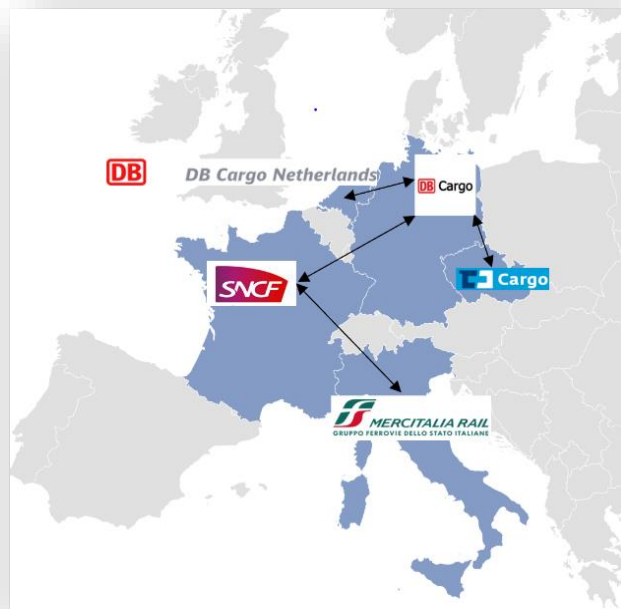 DB
DB Cargo Netherlands
DB Cargo
SNCF
Cargo
MERCITALIA RAIL
GRUPPO FERROVIE DELLO STATO ITALIANE